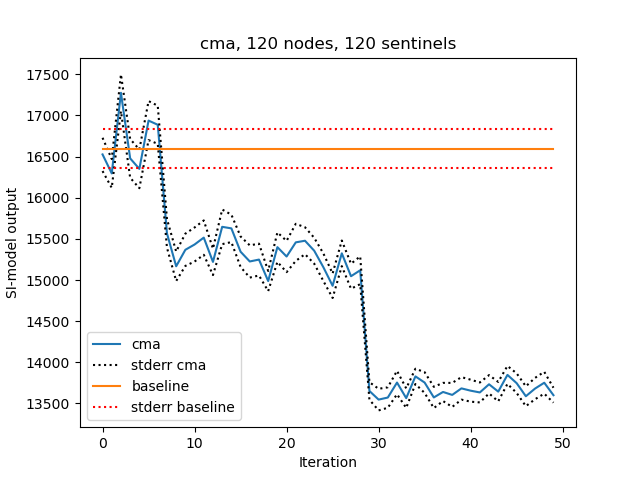 cma, 120 nodes, 120 sentinels
17500
17000
16500
16000
15500
15000
14500
14000
13500
SI-model output
cma
stderr cma
baseline
stderr baseline
0 10 20 30 40 50
Iteration